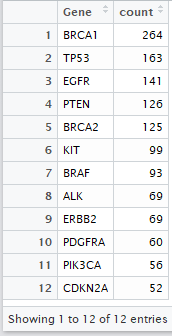 Gene count
1 BRCA1 264
2 TP53 163
3 EGFR 141
4 PTEN 126
5 BRCA2 125
6 KIT 99
7 BRAF 93
8 ALK 69
9 ERBB2 69
10 PDGFRA 60
11 PIK3CA 56
12 CDKN2A 52
Showing 1 to 12 of 12 entries